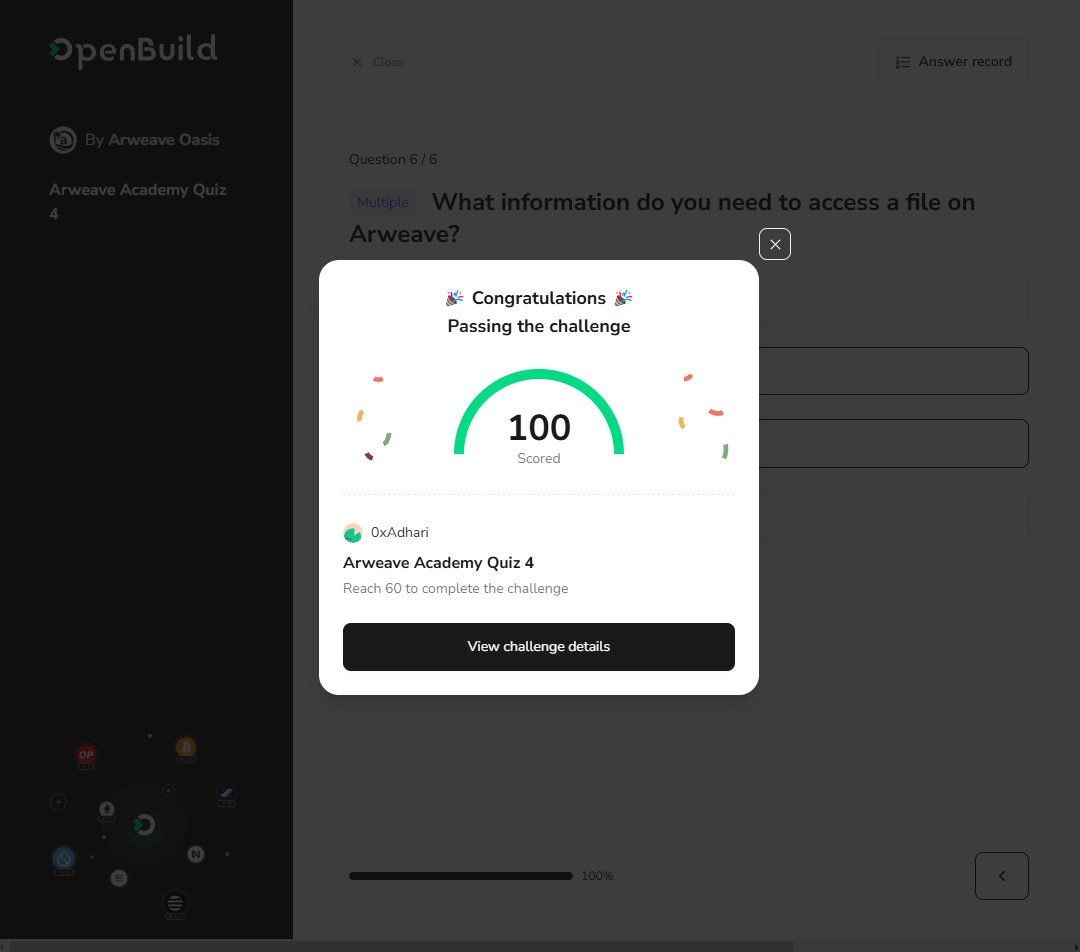 OpenBuild
By Arweave Oasis
Arweave Academy Quiz
4
Close
Answer record
Question 6 / 6
Multiple What information do you need to access a file on
Arweave?
Congratulations
Passing the challenge
100
Scored
0xAdhari
Arweave Academy Quiz 4
Reach 60 to complete the challenge
View challenge details
OP
100%